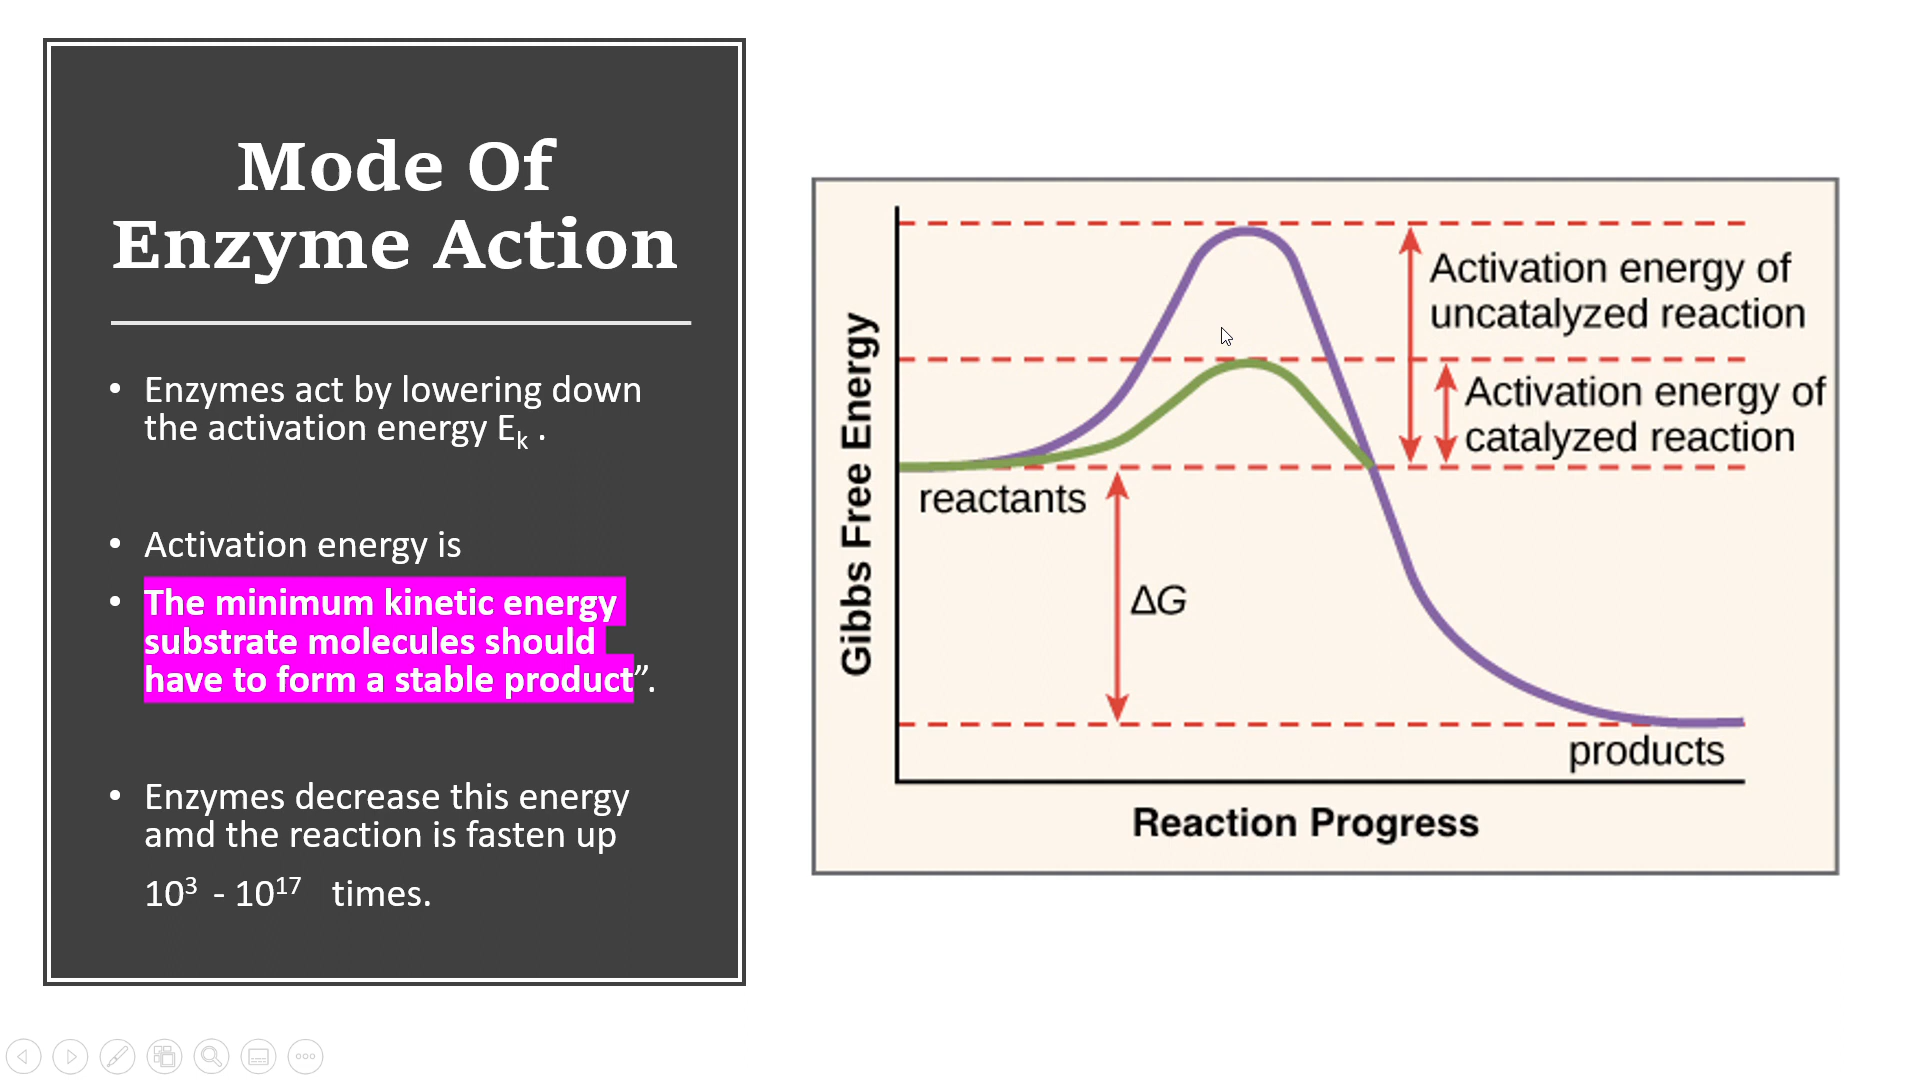 Mode Of
Enzyme Action
• Enzymes act by lowering down
the activation energy Eₖ .
• Activation energy is
• The minimum kinetic energy
substrate molecules should
have to form a stable product”.
• Enzymes decrease this energy
amd the reaction is fasten up
10³ - 10¹⁷ times.
Gibbs Free Energy
Activation energy of
uncatalyzed reaction
Activation energy of
catalyzed reaction
reactants
ΔG
products
Reaction Progress